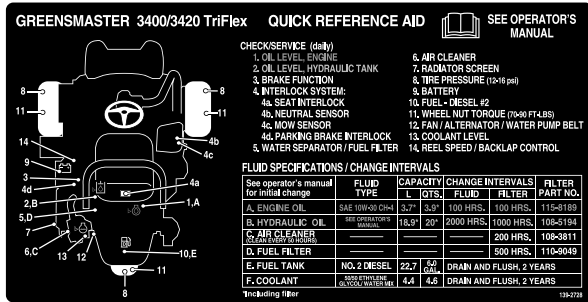 GREENSMASTER 3400/3420 TriFlex QUICK REFERENCE AID
SEE OPERATOR'S
MANUAL
CHECK/SERVICE (daily)
1. OIL LEVEL, ENGINE
2. OIL LEVEL, HYDRAULIC TANK
3. BRAKE FUNCTION
4. INTERLOCK SYSTEM:
4a. SEAT INTERLOCK
4b. NEUTRAL SENSOR
4c. MOW SENSOR
4d. PARKING BRAKE INTERLOCK
5. WATER SEPARATOR / FUEL FILTER
6. AIR CLEANER
7. RADIATOR SCREEN
8. TIRE PRESSURE (12-16 psi)
9. BATTERY
10. FUEL - DIESEL #2
11. WHEEL NUT TORQUE (70-90 FT-LBS)
12. FAN / ALTERNATOR / WATER PUMP BELT
13. COOLANT LEVEL
14. REEL SPEED / BACKLAP CONTROL
8
11
8
11
14
9
3
4d
2,B
5,D
7
6,C
13
12
4b
4c
4a
1,A
10,E
11
8
FLUID SPECIFICATIONS / CHANGE INTERVALS
See operator's manual for initial change FLUID TYPE CAPACITY L QTS. CHANGE INTERVALS FLUID FILTER FILTER PART NO.
A. ENGINE OIL SAE 10W-30 CH-4 3.7* 3.9* 100 HRS. 100 HRS. 115-8189
B. HYDRAULIC OIL SEE OPERATOR'S MANUAL 18.9* 20* 2000 HRS. 1000 HRS. 108-5194
C. AIR CLEANER (CLEAN EVERY 50 HOURS) 200 HRS. 108-3811
D. FUEL FILTER 500 HRS. 110-9049
E. FUEL TANK NO. 2 DIESEL 22.7 6.0 GAL. DRAIN AND FLUSH, 2 YEARS
F. COOLANT 50/50 ETHYLENE GLYCOL/ WATER MIX 4.4 4.6 DRAIN AND FLUSH, 2 YEARS
*Including filter
139-2728